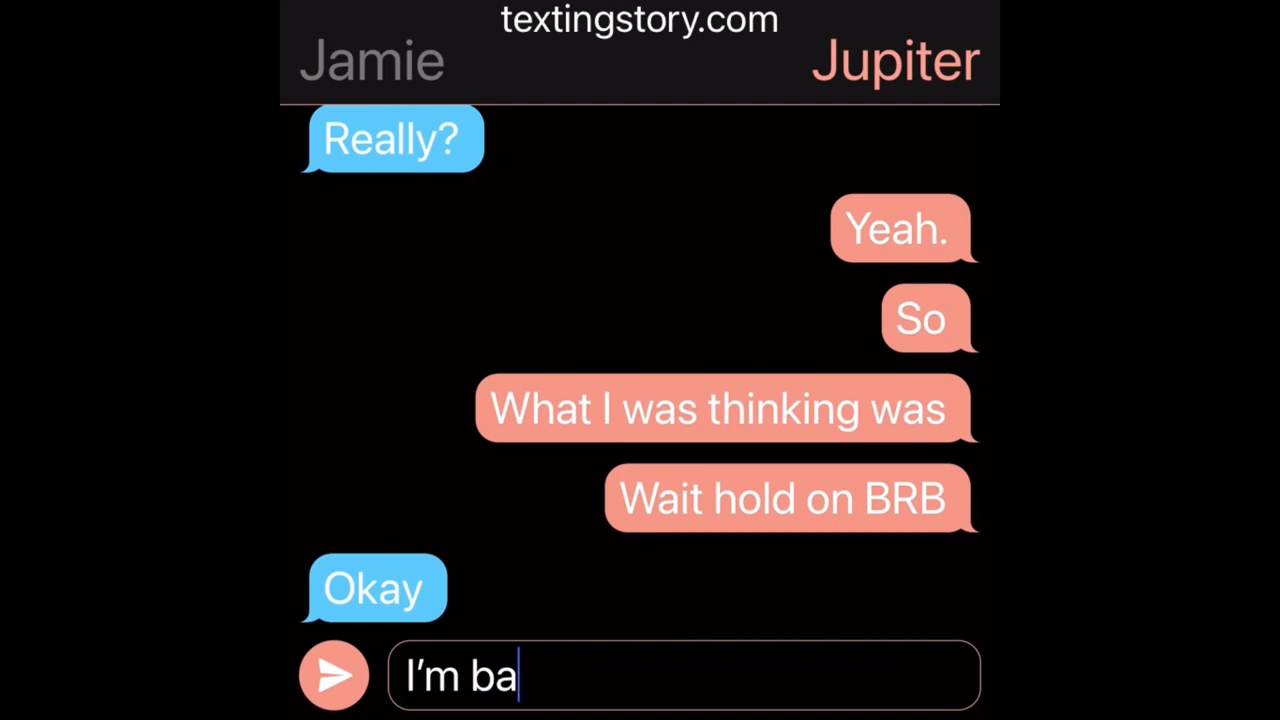 textingstory.com
Jamie
Jupiter
Really?
Yeah.
So
What I was thinking was
Wait hold on BRB
Okay
I’m ba